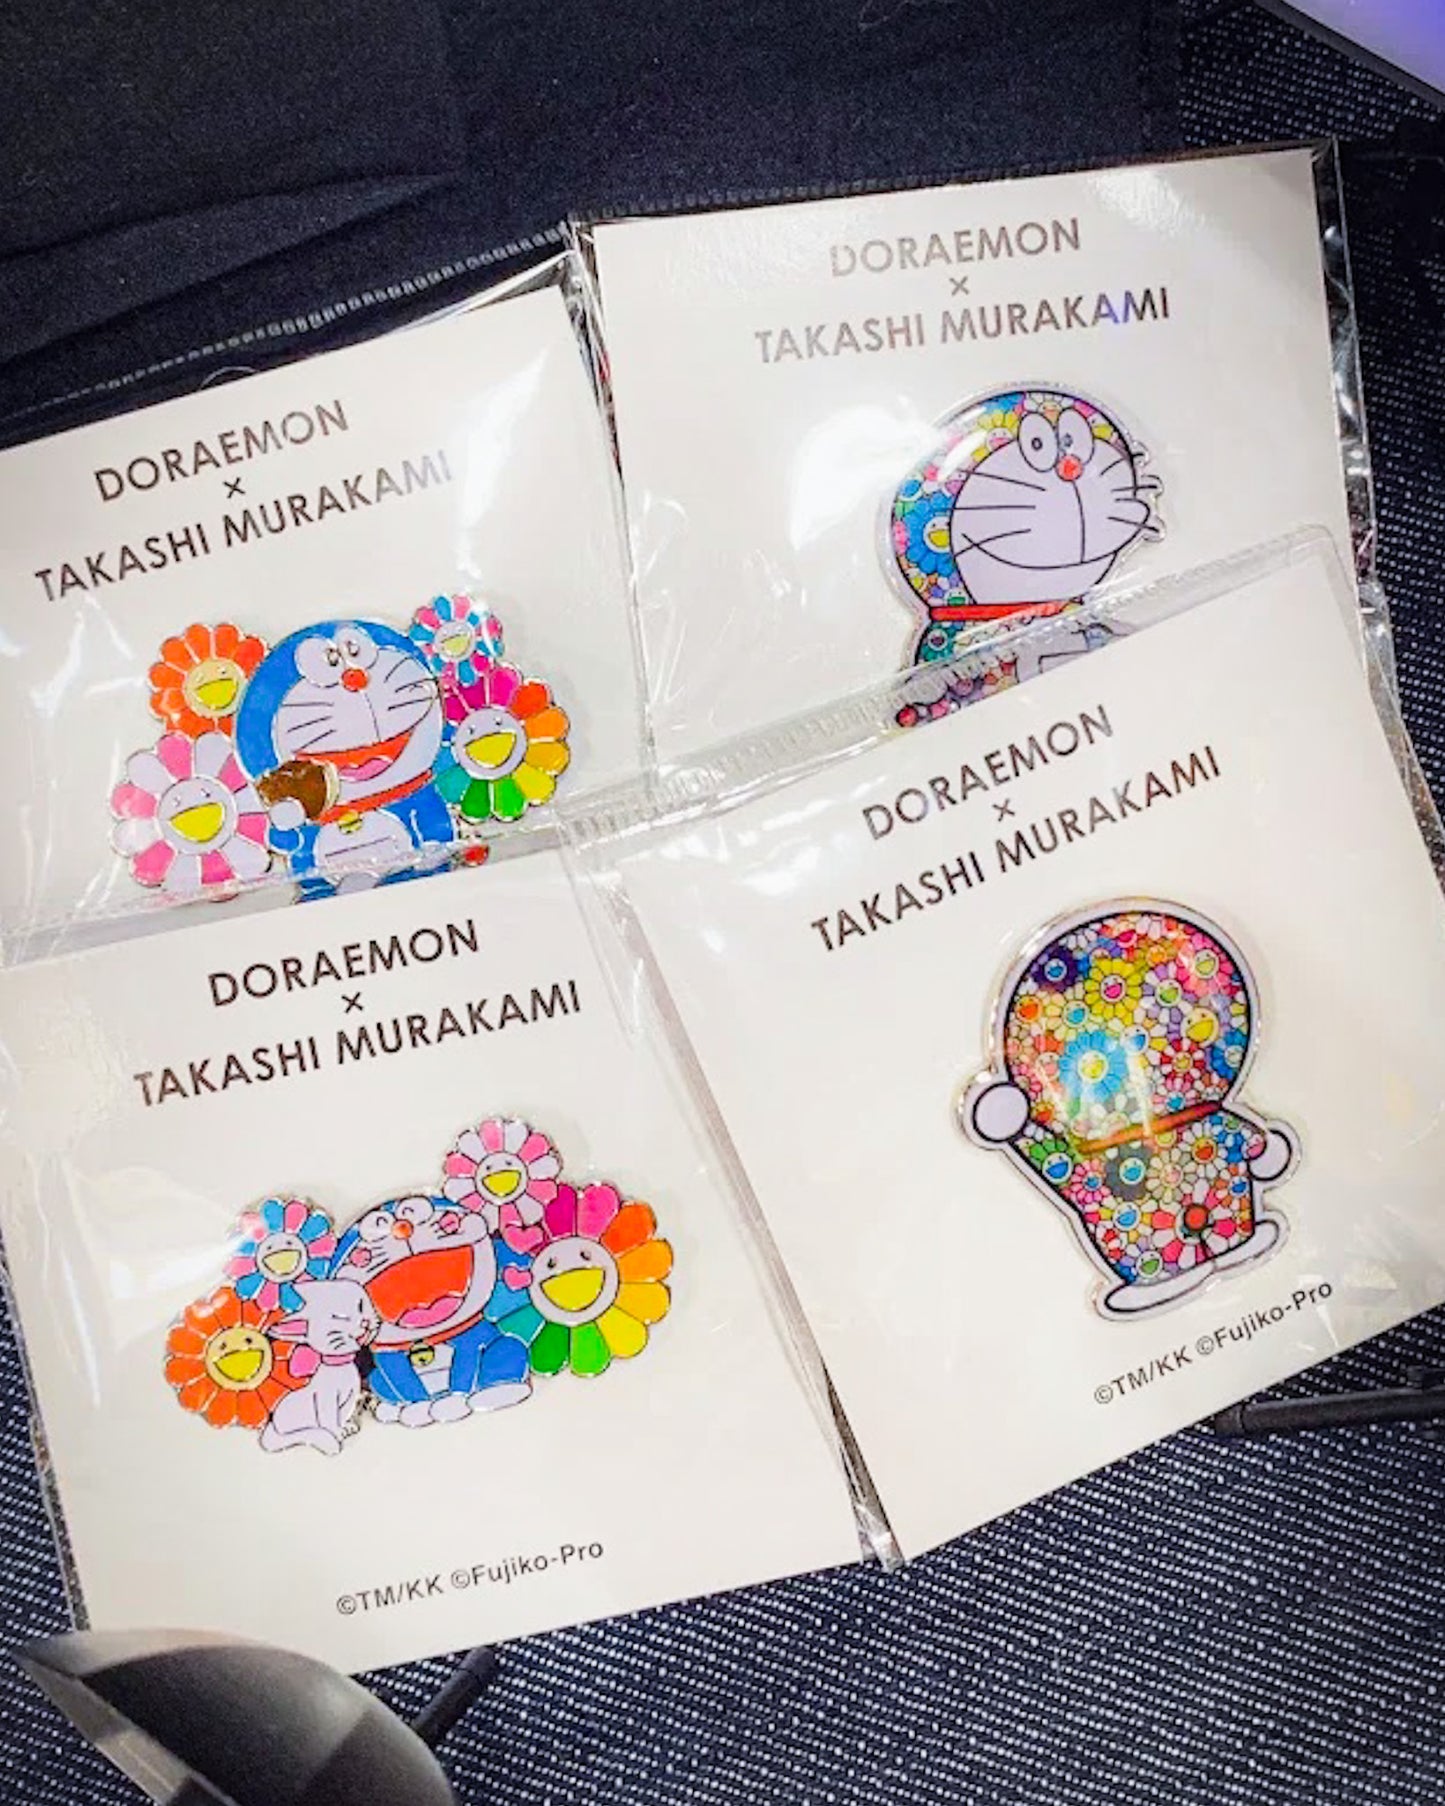 DORAEMON
×
TAKASHI MURAKAMI
DORAEMON
×
TAKASHI MURAKAMI
DORAEMON
×
TAKASHI MURAKAMI
©TM/KK ©Fujiko-Pro
DORAEMON
×
TAKASHI MURAKAMI
©TM/KK ©Fujiko-Pro